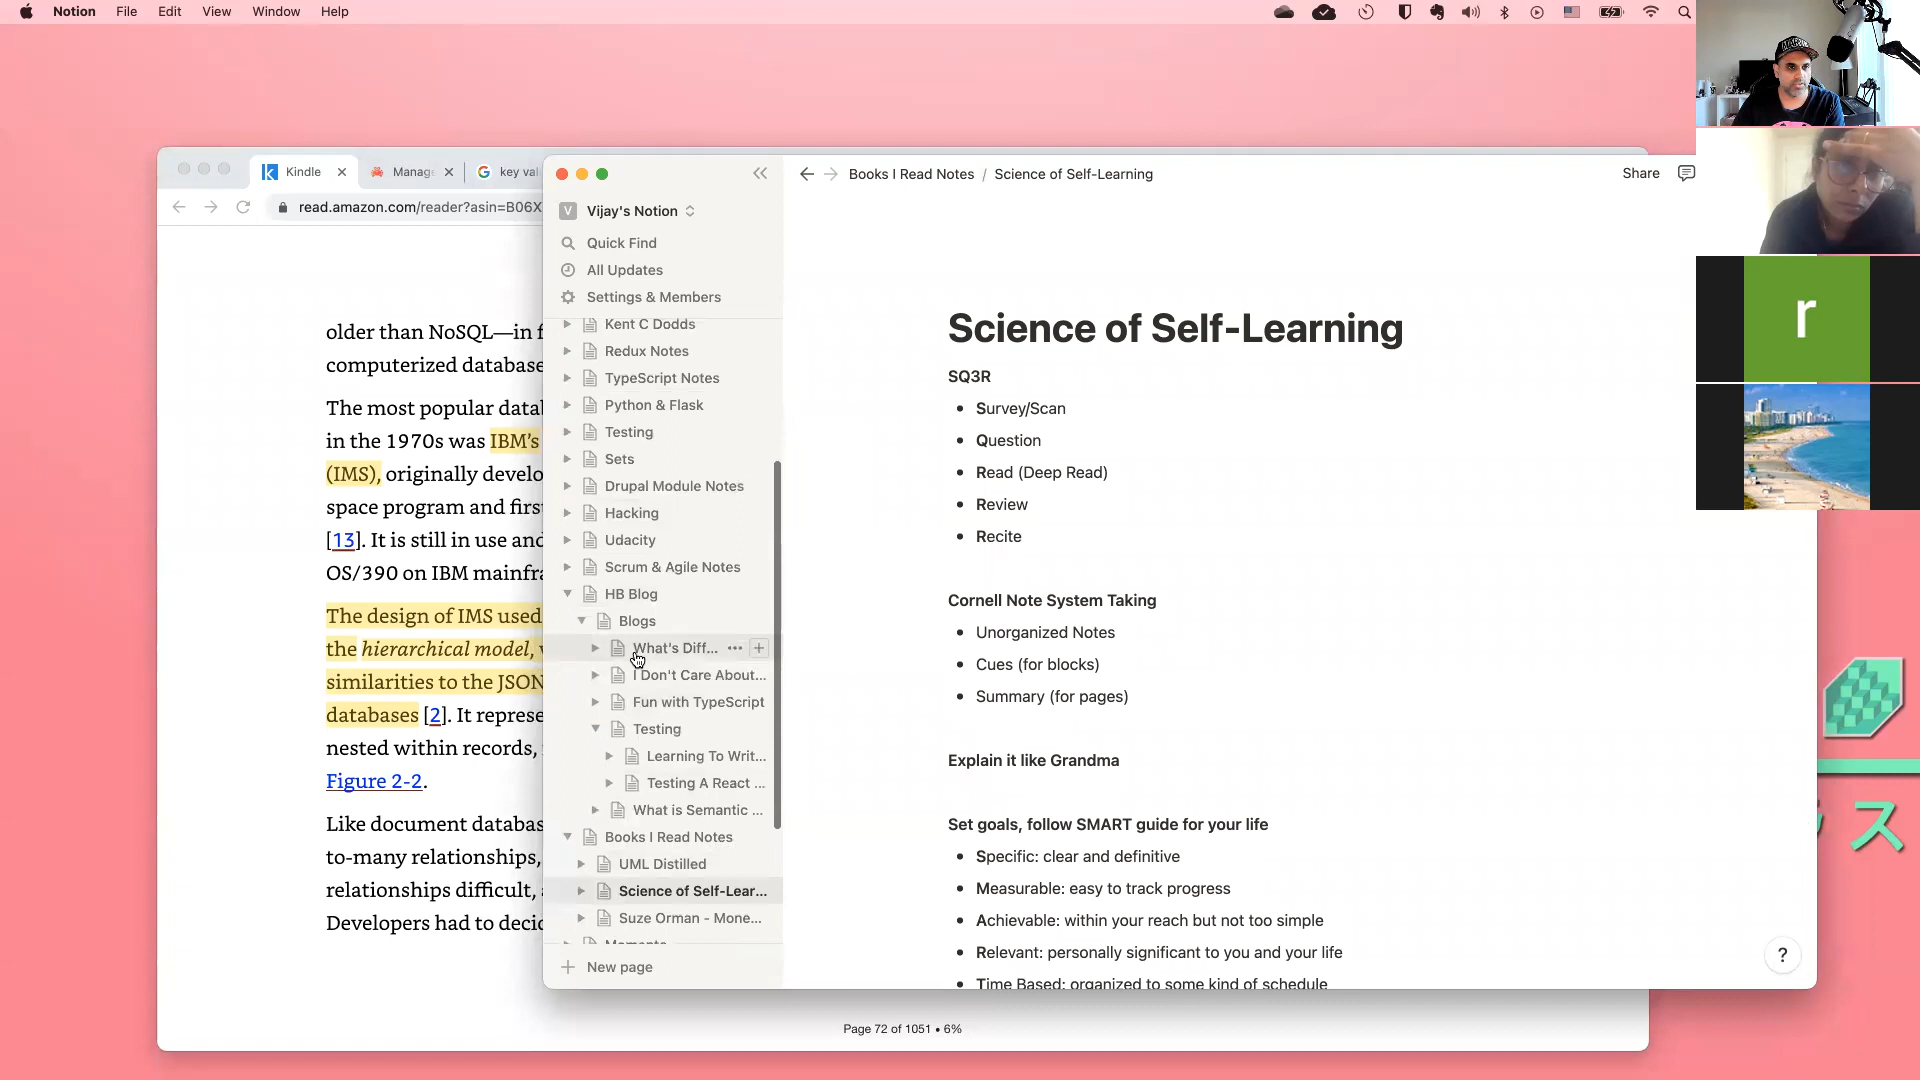 Notion File Edit View Window Help
Kindle
Manage
key val
read.amazon.com/reader?asin=B06X
older than NoSQL—in f
computerized database
The most popular data
in the 1970s was IBM's
(IMS), originally develo
space program and firs
[13]. It is still in use and
OS/390 on IBM mainfra
The design of IMS used
the hierarchical model,
similarities to the JSON
databases [2]. It represe
nested within records,
Figure 2-2.
Like document databas
to-many relationships,
relationships difficult,
Developers had to decid
Page 72 of 1051 • 6%
V Vijay's Notion
Quick Find
All Updates
Settings & Members
Kent C Dodds
Redux Notes
TypeScript Notes
Python & Flask
Testing
Sets
Drupal Module Notes
Hacking
Udacity
Scrum & Agile Notes
HB Blog
Blogs
What's Diff...
I Don't Care About...
Fun with TypeScript
Testing
Learning To Writ...
Testing A React ...
What is Semantic ...
Books I Read Notes
UML Distilled
Science of Self-Lear...
Suze Orman - Mone...
New page
Books I Read Notes / Science of Self-Learning
Share
Science of Self-Learning
SQ3R
Survey/Scan
Question
Read (Deep Read)
Review
Recite
Cornell Note System Taking
Unorganized Notes
Cues (for blocks)
Summary (for pages)
Explain it like Grandma
Set goals, follow SMART guide for your life
Specific: clear and definitive
Measurable: easy to track progress
Achievable: within your reach but not too simple
Relevant: personally significant to you and your life
Time Based: organized to some kind of schedule
?
r
ス